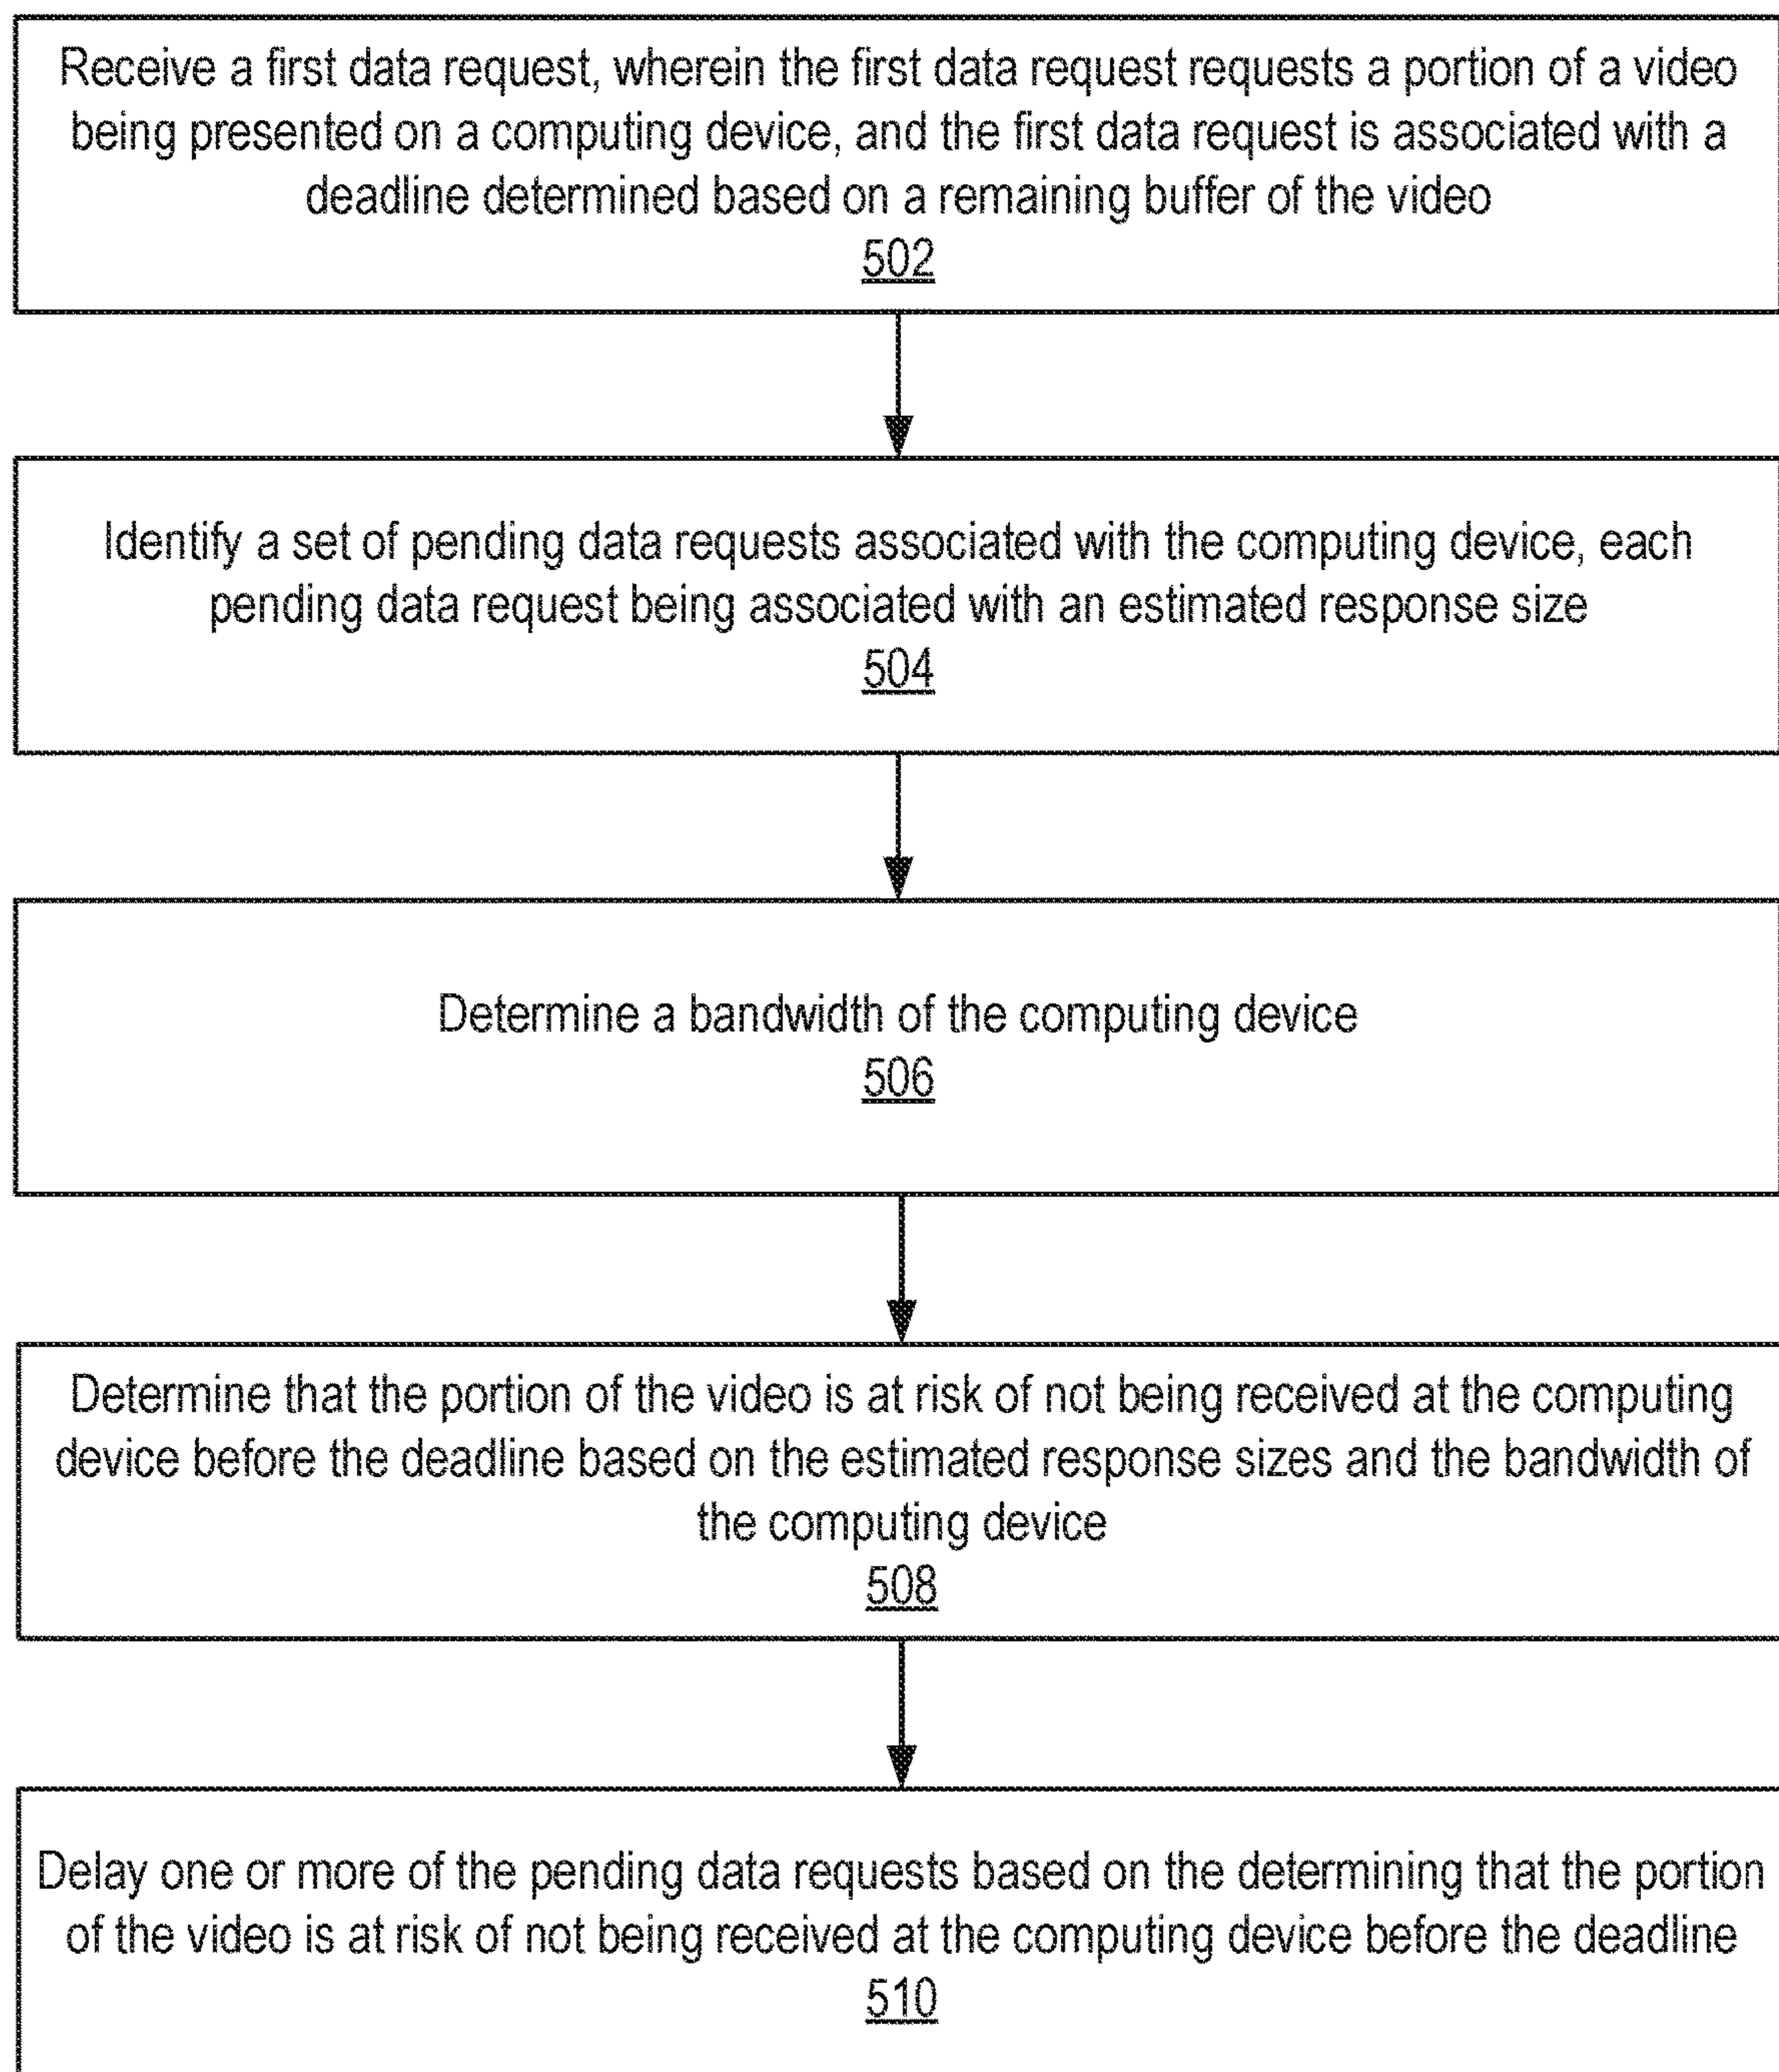 Receive a first data request, wherein the first data request requests a portion of a video
being presented on a computing device, and the first data request is associated with a
deadline determined based on a remaining buffer of the video
502
Identify a set of pending data requests associated with the computing device, each
pending data request being associated with an estimated response size
504
Determine a bandwidth of the computing device
506
Determine that the portion of the video is at risk of not being received at the computing
device before the deadline based on the estimated response sizes and the bandwidth of
the computing device
508
Delay one or more of the pending data requests based on the determining that the portion
of the video is at risk of not being received at the computing device before the deadline
510